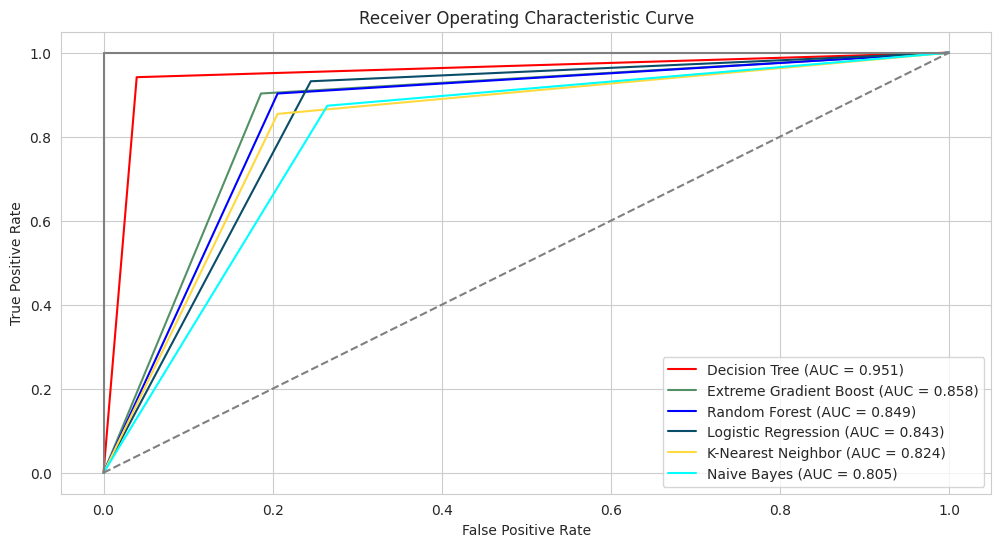 Receiver Operating Characteristic Curve
True Positive Rate
1.0
0.8
0.6
0.4
0.2
0.0
Decision Tree (AUC = 0.951)
Extreme Gradient Boost (AUC = 0.858)
Random Forest (AUC = 0.849)
Logistic Regression (AUC = 0.843)
K-Nearest Neighbor (AUC = 0.824)
Naive Bayes (AUC = 0.805)
0.0 0.2 0.4 0.6 0.8 1.0
False Positive Rate